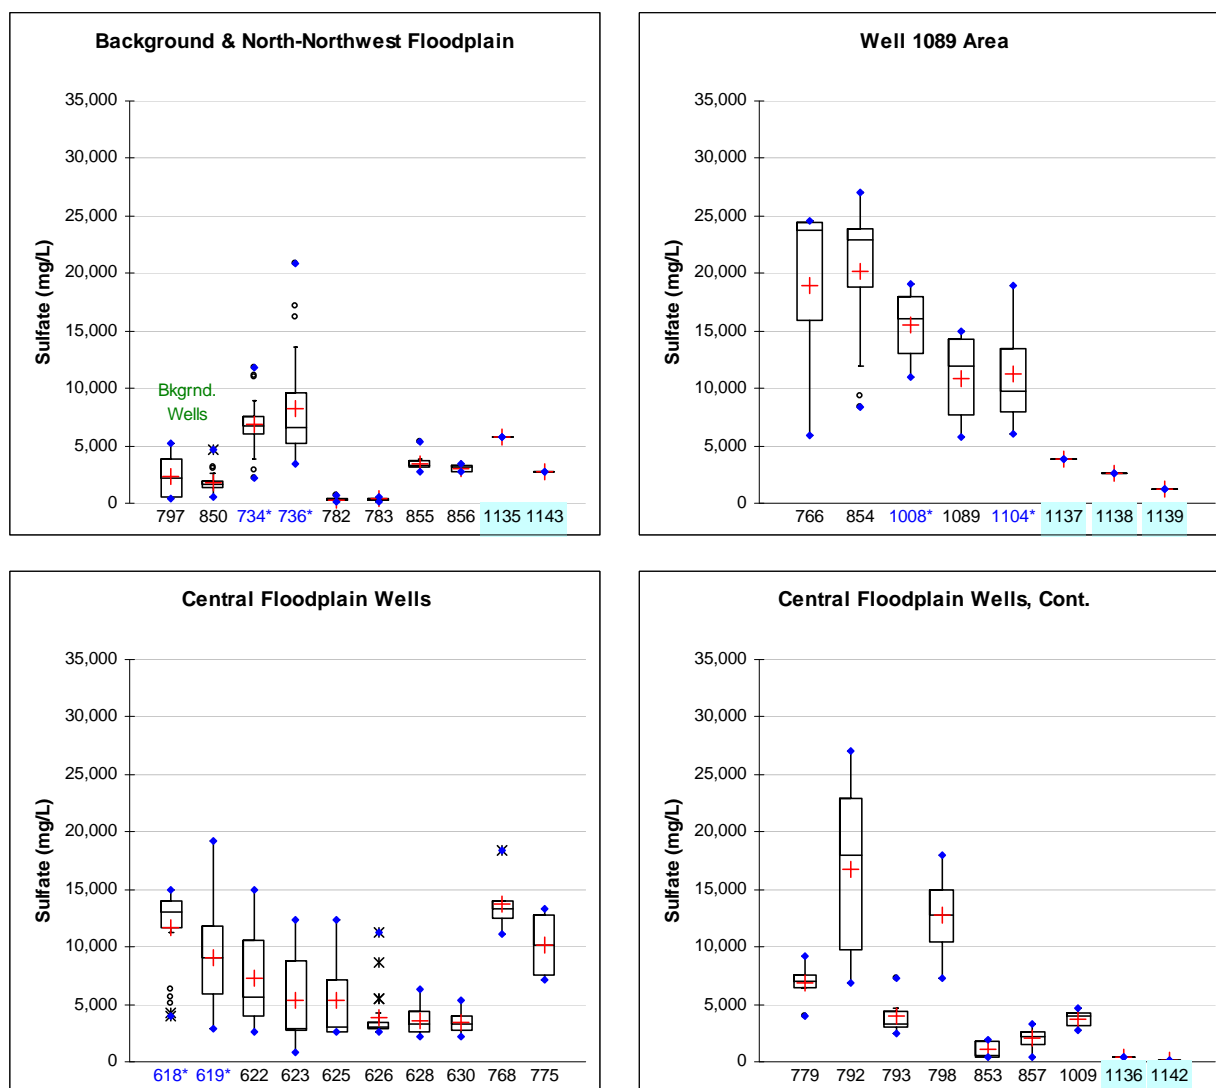 Background & North-Northwest Floodplain
35,000
30,000
25,000
20,000
15,000
10,000
5,000
0
Sulfate (mg/L)
Bkgrnd.
Wells
797 850 734* 736* 782 783 855 856 1135 1143
Well 1089 Area
35,000
30,000
25,000
20,000
15,000
10,000
5,000
0
Sulfate (mg/L)
766 854 1008* 1089 1104* 1137 1138 1139
Central Floodplain Wells
35,000
30,000
25,000
20,000
15,000
10,000
5,000
0
Sulfate (mg/L)
618* 619* 622 623 625 626 628 630 768 775
Central Floodplain Wells, Cont.
35,000
30,000
25,000
20,000
15,000
10,000
5,000
0
Sulfate (mg/L)
779 792 793 798 853 857 1009 1136 1142